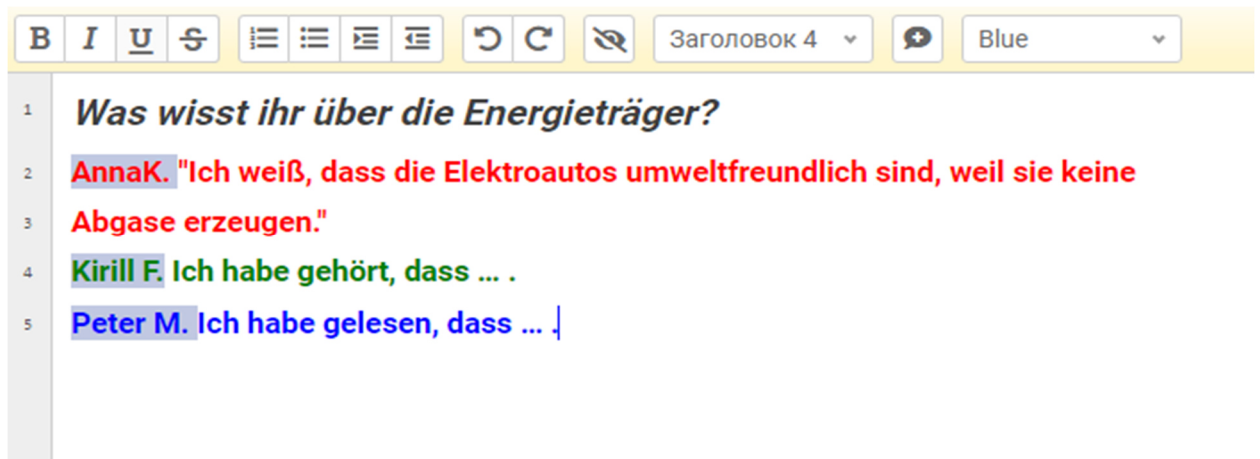 B I U S Заголовок 4 Blue
1 Was wisst ihr über die Energieträger?
2 AnnaK. "Ich weiß, dass die Elektroautos umweltfreundlich sind, weil sie keine
3 Abgase erzeugen."
4 Kirill F. Ich habe gehört, dass ... .
5 Peter M. Ich habe gelesen, dass ... .